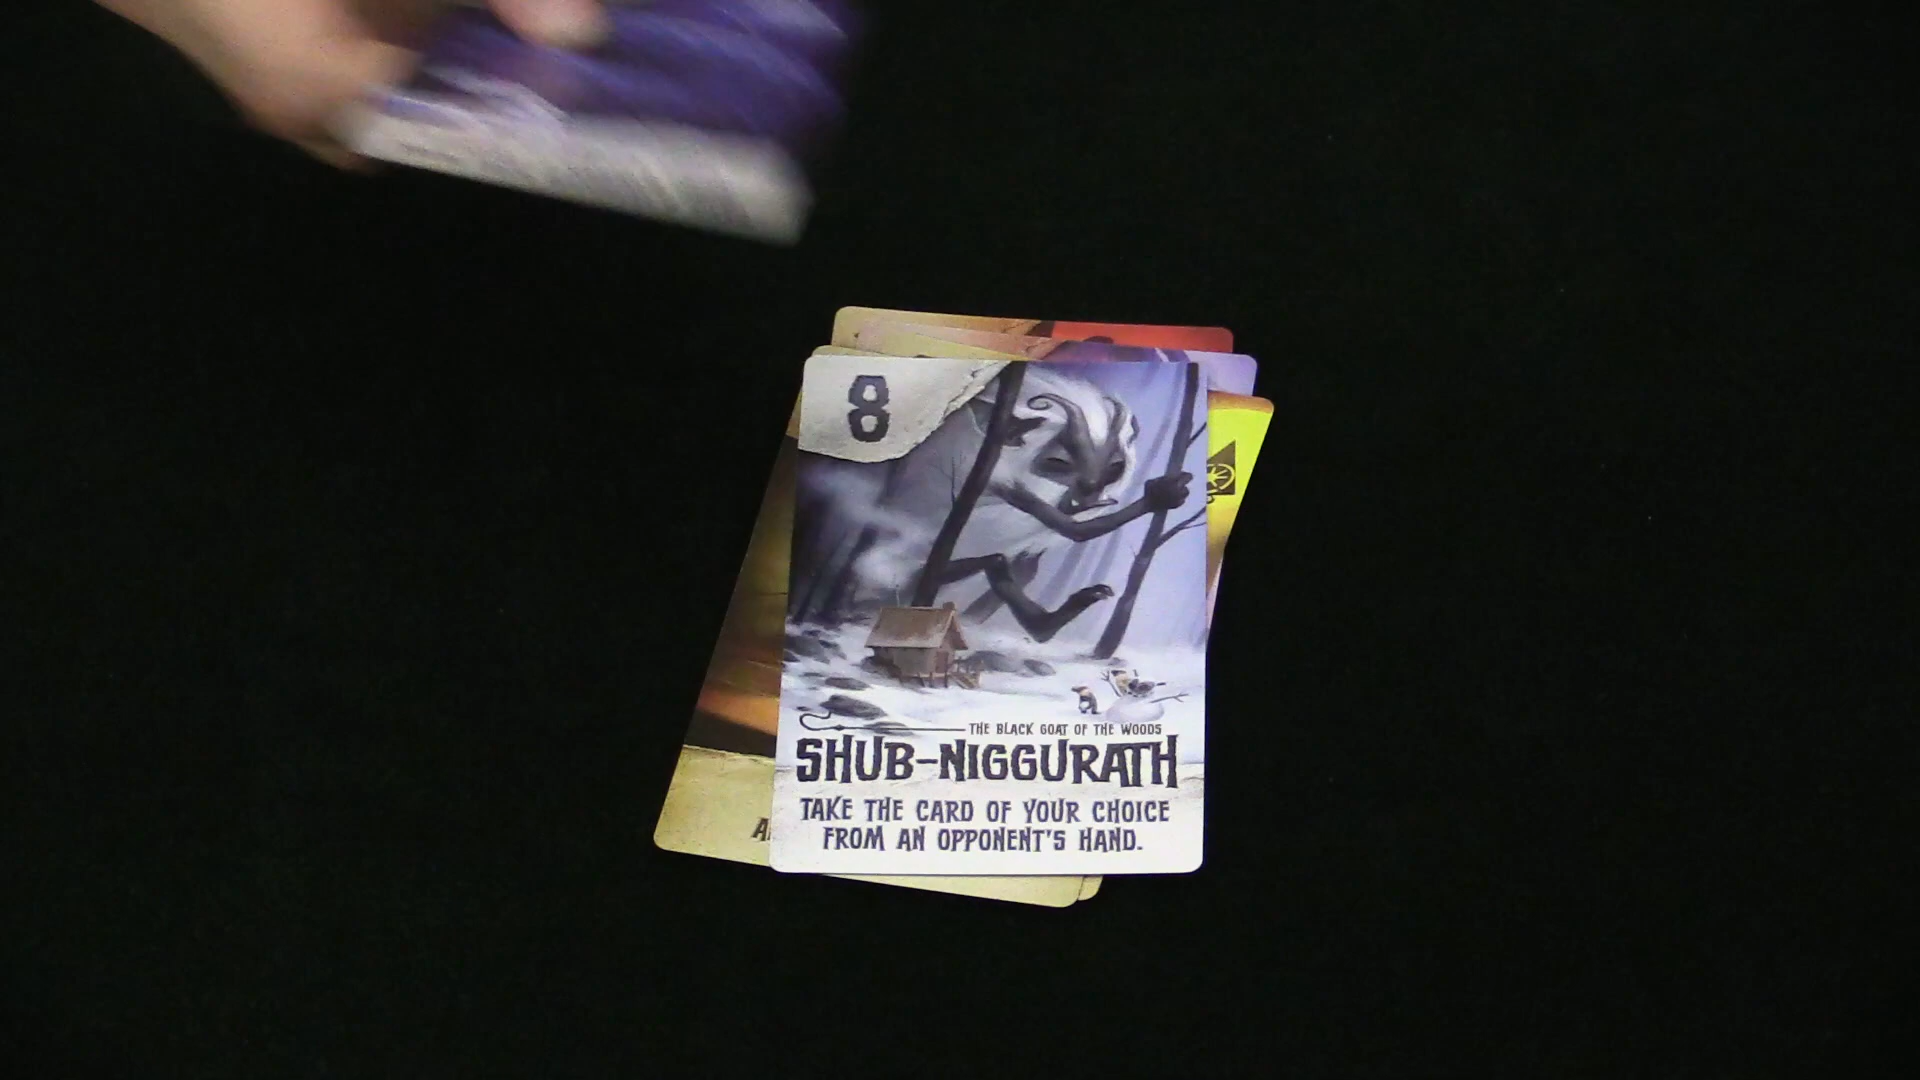 8
THE BLACK GOAT OF THE WOODS
SHUB-NIGGURATH
TAKE THE CARD OF YOUR CHOICE
FROM AN OPPONENT'S HAND.